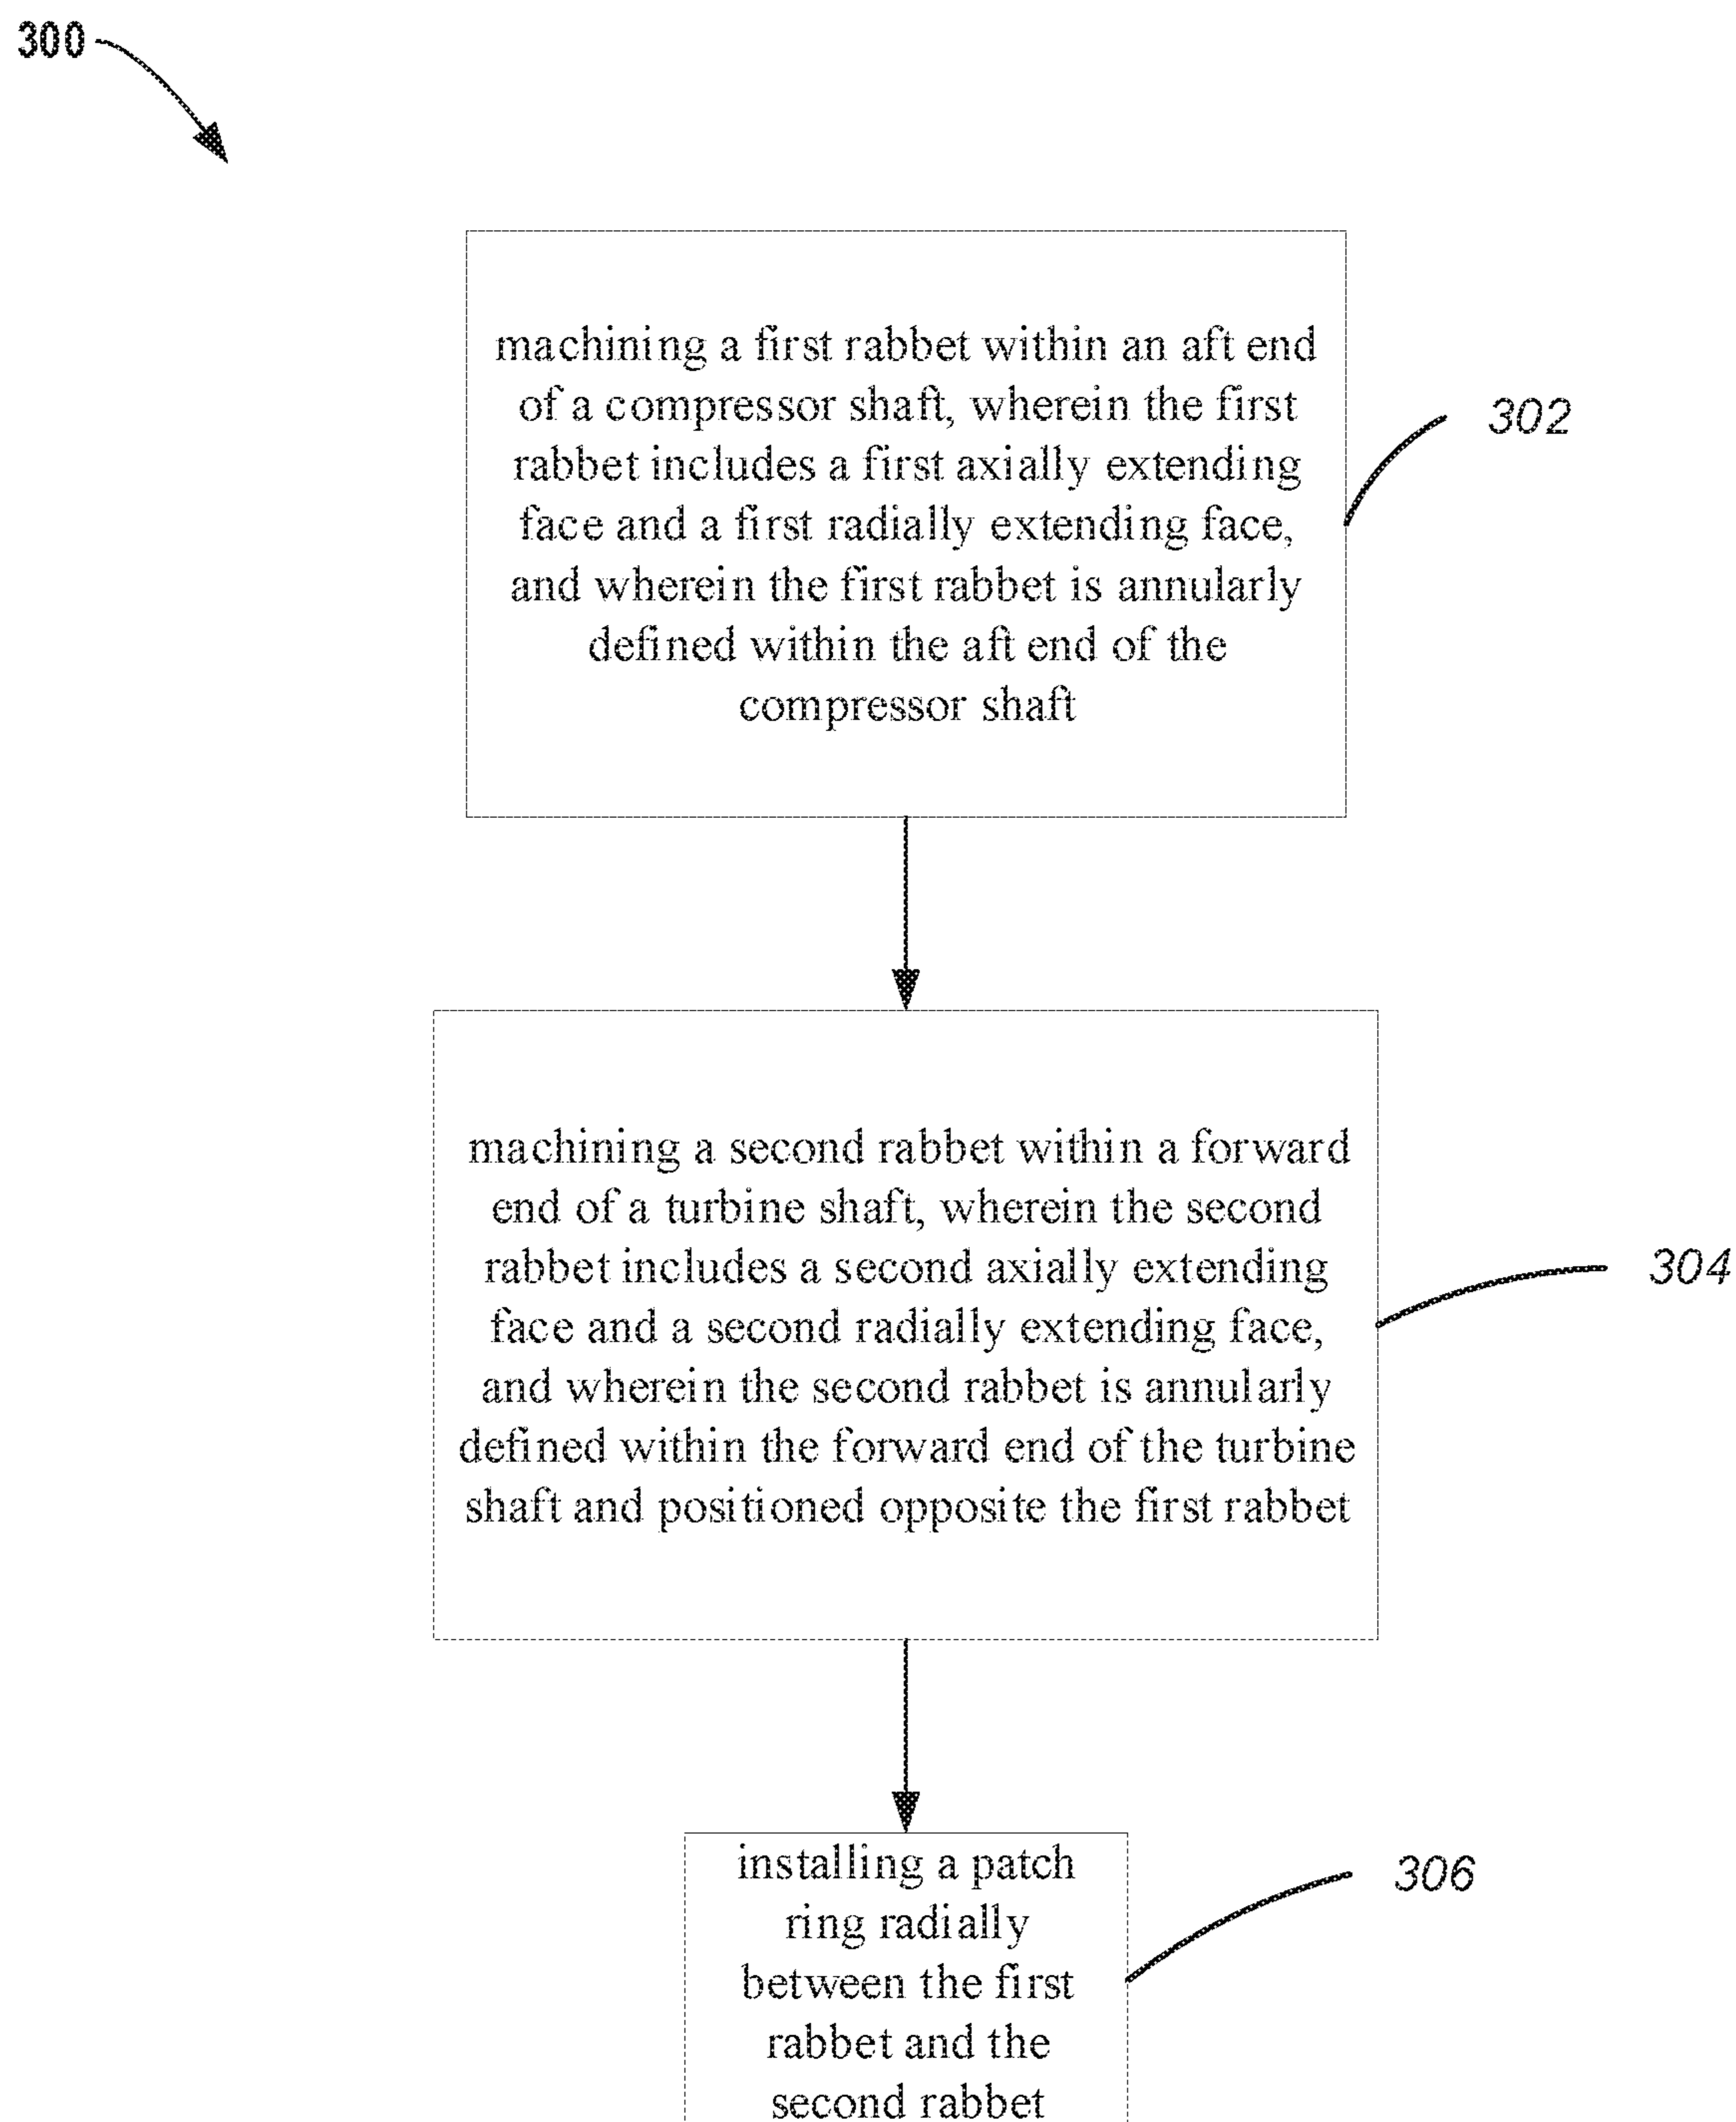 300
machining a first rabbet within an aft end
of a compressor shaft, wherein the first
rabbet includes a first axially extending
face and a first radially extending face,
and wherein the first rabbet is annularly
defined within the aft end of the
compressor shaft
302
machining a second rabbet within a forward
end of a turbine shaft, wherein the second
rabbet includes a second axially extending
face and a second radially extending face,
and wherein the second rabbet is annularly
defined within the forward end of the turbine
shaft and positioned opposite the first rabbet
304
installing a patch
ring radially
between the first
rabbet and the
second rabbet
306